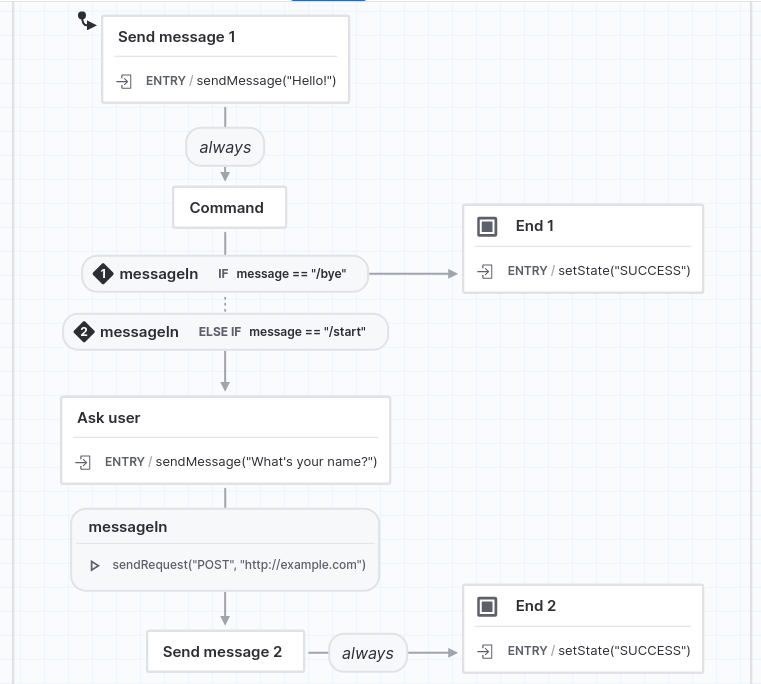 Send message 1
ENTRY / sendMessage("Hello!")
always
Command
1 messageIn IF message == "/bye"
End 1
ENTRY / setState("SUCCESS")
2 messageIn ELSE IF message == "/start"
Ask user
ENTRY / sendMessage("What's your name?")
messageIn
sendRequest("POST", "http://example.com")
Send message 2
always
End 2
ENTRY / setState("SUCCESS")